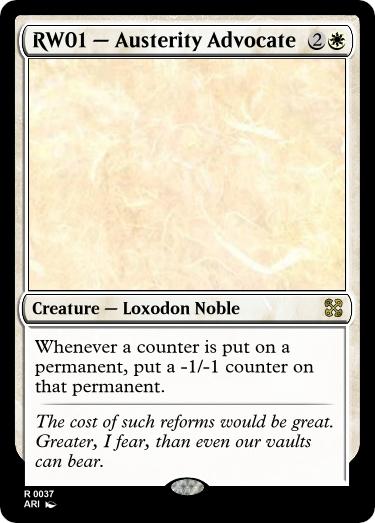 RW01 — Austerity Advocate 2
Creature — Loxodon Noble
Whenever a counter is put on a
permanent, put a -1/-1 counter on
that permanent.
The cost of such reforms would be great.
Greater, I fear, than even our vaults
can bear.
R 0037
ARI